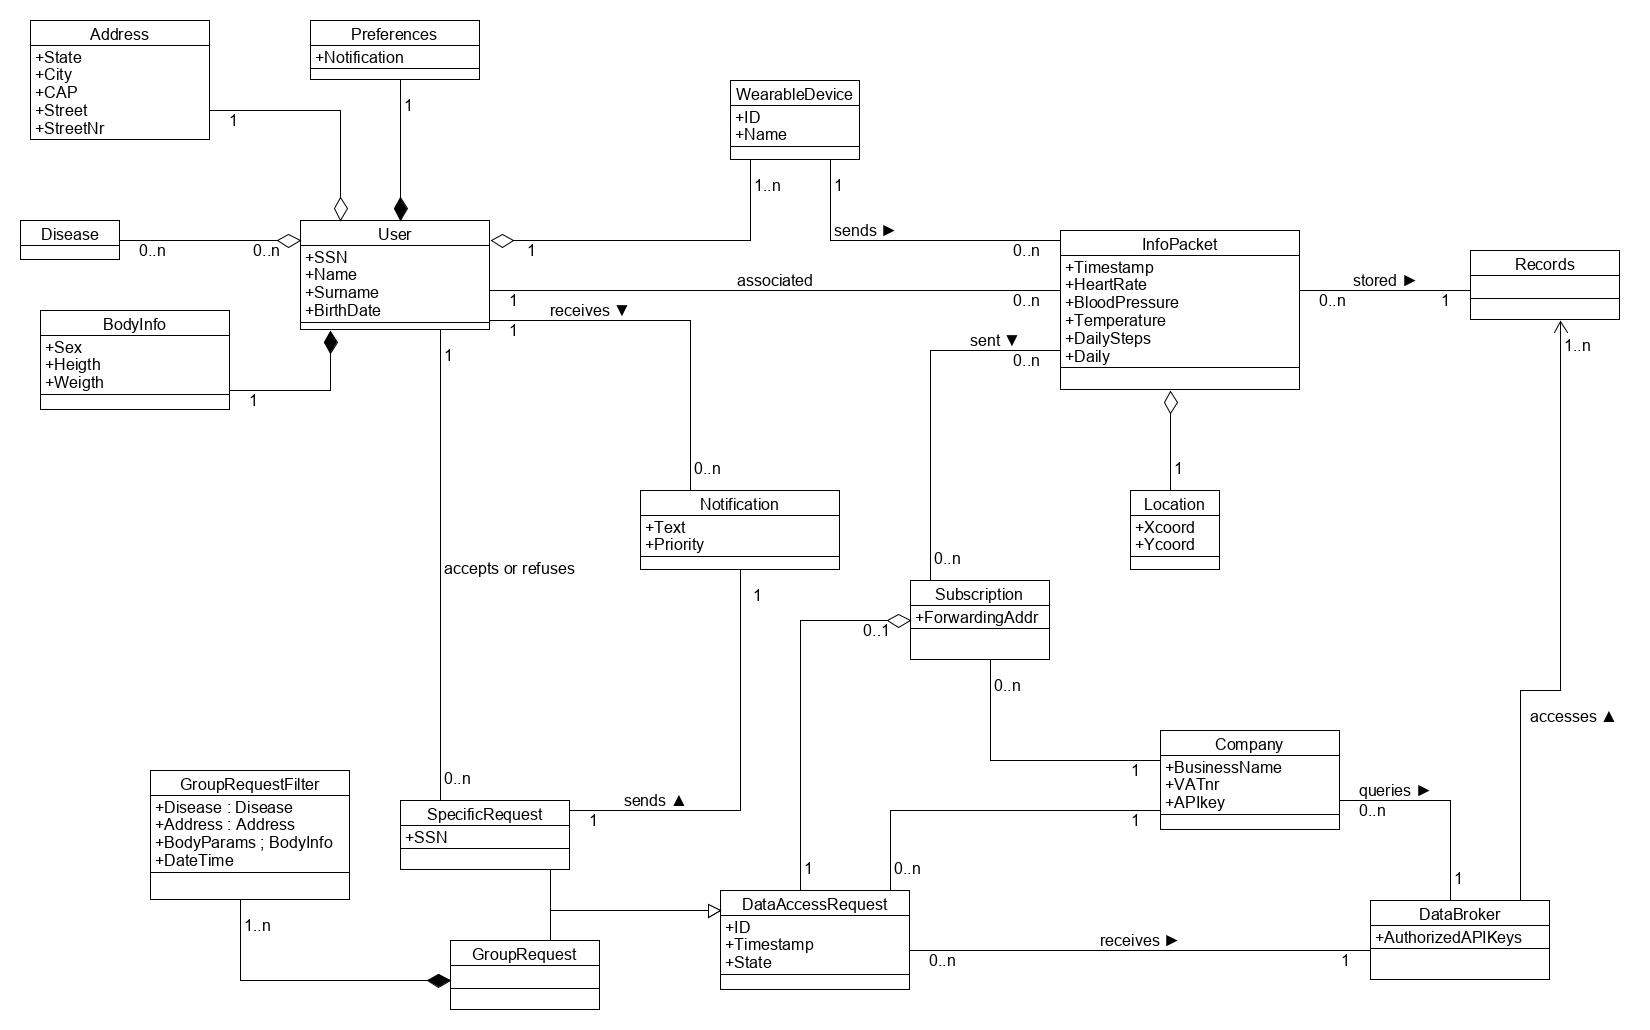 Address
+State
+City
+CAP
+Street
+StreetNr
1
Preferences
+Notification
1
WearableDevice
+ID
+Name
1..n
1
sends ►
0..n
Disease
0..n
0..n
User
+SSN
+Name
+Surname
+BirthDate
1
associated
1
0..n
receives ▼
1
InfoPacket
+Timestamp
+HeartRate
+BloodPressure
+Temperature
+DailySteps
+Daily
stored ►
0..n
1
Records
1..n
BodyInfo
+Sex
+Heigth
+Weigth
1
1
sent ▼
0..n
0..n
Notification
+Text
+Priority
1
1
Location
+Xcoord
+Ycoord
accepts or refuses
0..n
Subscription
+ForwardingAddr
0..1
0..n
accesses ▲
Company
+BusinessName
+VATnr
+APIkey
1
1
queries ►
0..n
1
GroupRequestFilter
+Disease : Disease
+Address : Address
+BodyParams ; BodyInfo
+DateTime
1..n
0..n
SpecificRequest
+SSN
sends ▲
1
1
0..n
DataAccessRequest
+ID
+Timestamp
+State
receives ►
0..n
1
DataBroker
+AuthorizedAPIKeys
GroupRequest